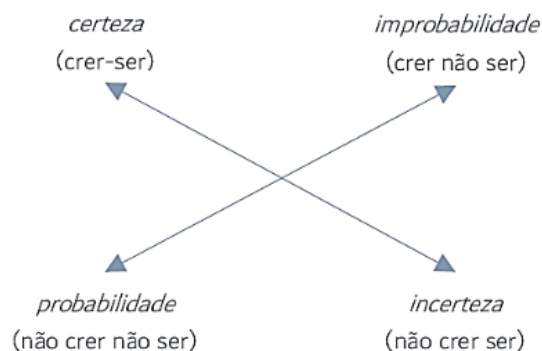 certeza
(crer-ser)
improbabilidade
(crer não ser)
probabilidade
(não crer não ser)
incerteza
(não crer ser)